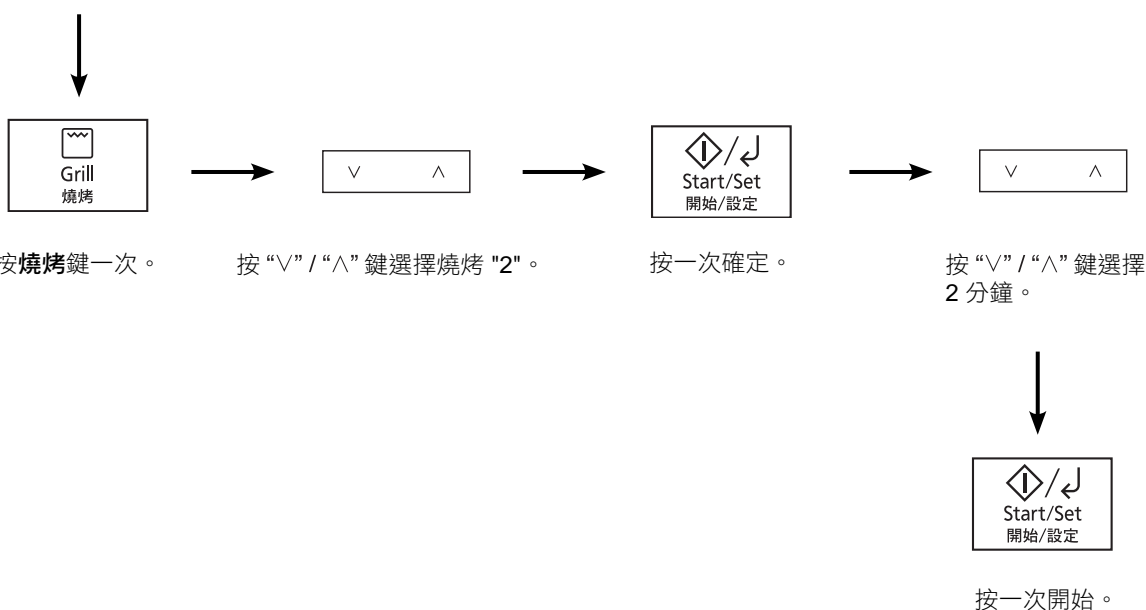 Grill
燒烤
∨ ∧
Start/Set
開始/設定
∨ ∧
按燒烤鍵一次。
按 “∨” / “∧” 鍵選擇燒烤 "2"。
按一次確定。
按 “∨” / “∧” 鍵選擇
2 分鐘。
Start/Set
開始/設定
按一次開始。